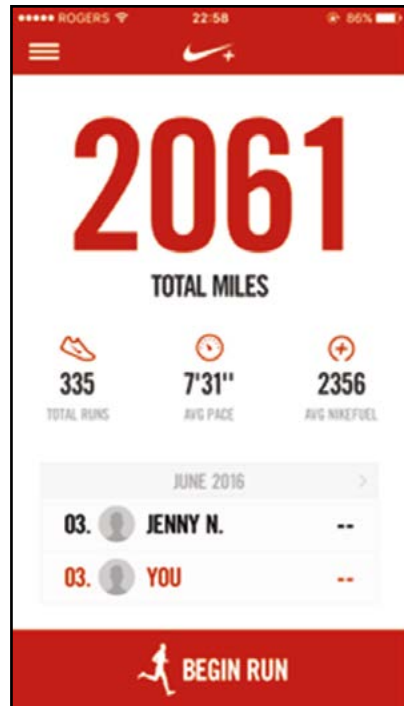 ROGERS 22:58 86%
2061
TOTAL MILES
335 7'31" 2356
TOTAL RUNS AVG PACE AVG NIKEFUEL
JUNE 2016
03. JENNY N. --
03. YOU --
BEGIN RUN